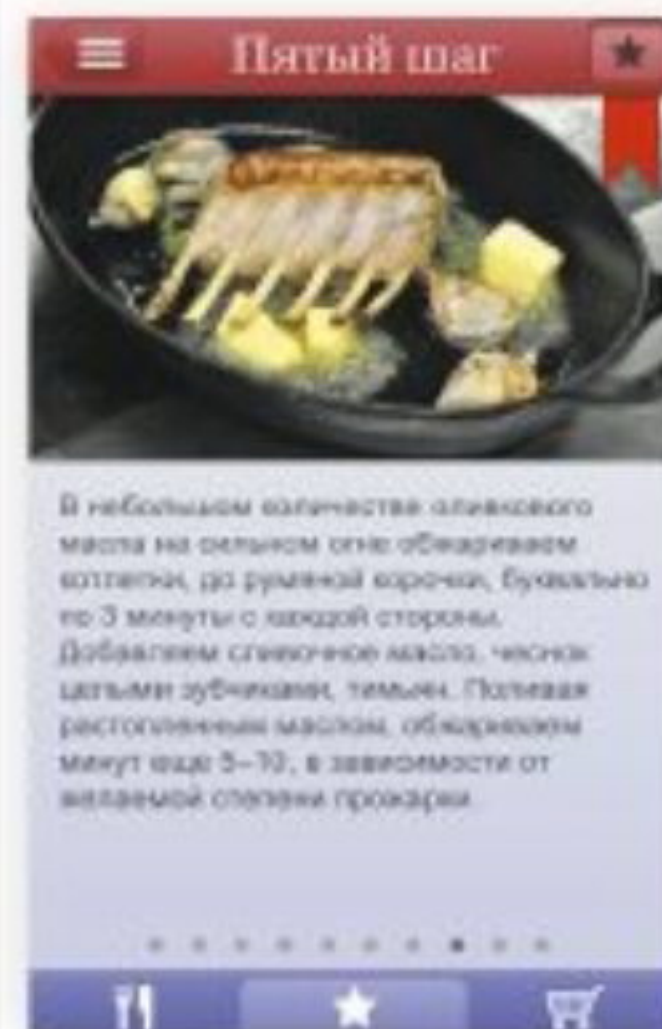 Пятый шаг
В небольшом количестве оливкового
масла на сильном огне обжариваем
котлетки, до румяной корочки, буквально
по 3 минуты с каждой стороны.
Добавляем сливочное масло, чеснок
целыми зубчиками, тимьян. Поливая
растопленным маслом, обжариваем
минут еще 5–10, в зависимости от
желаемой степени прожарки.